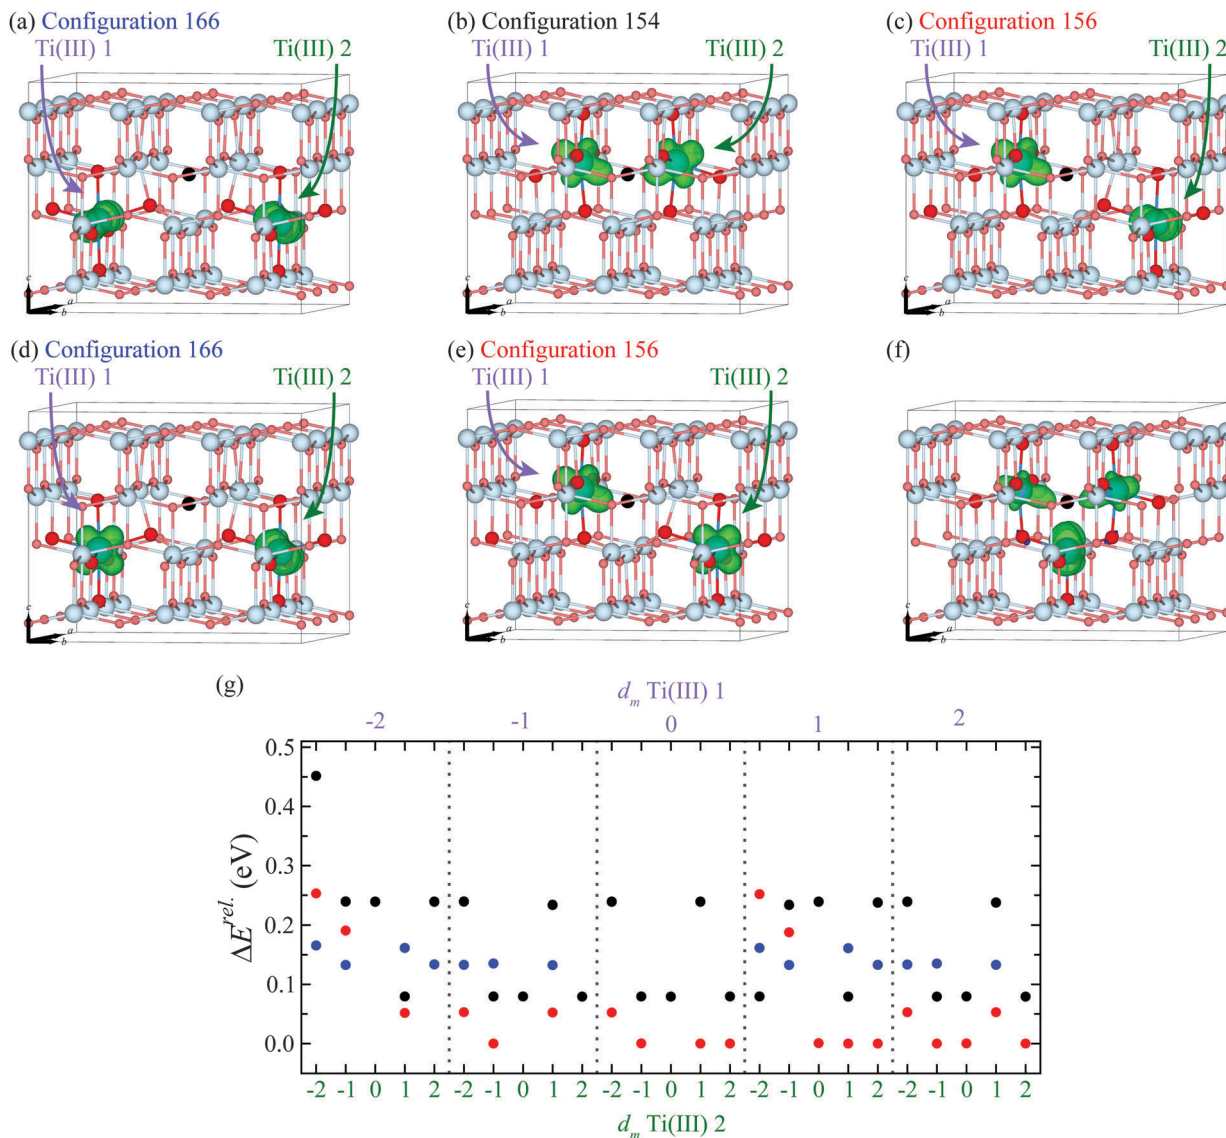 (a) Configuration 166
Ti(III) 1
Ti(III) 2
c
a
b
(b) Configuration 154
Ti(III) 1
Ti(III) 2
c
a
b
(c) Configuration 156
Ti(III) 1
Ti(III) 2
c
a
b
(d) Configuration 166
Ti(III) 1
Ti(III) 2
c
a
b
(e) Configuration 156
Ti(III) 1
Ti(III) 2
c
a
b
(f)
c
a
b
(g)
d_m Ti(III) 1
-2 -1 0 1 2
0.5
0.4
0.3
0.2
0.1
0.0
ΔE^rel. (eV)
-2 -1 0 1 2 -2 -1 0 1 2 -2 -1 0 1 2 -2 -1 0 1 2 -2 -1 0 1 2
d_m Ti(III) 2